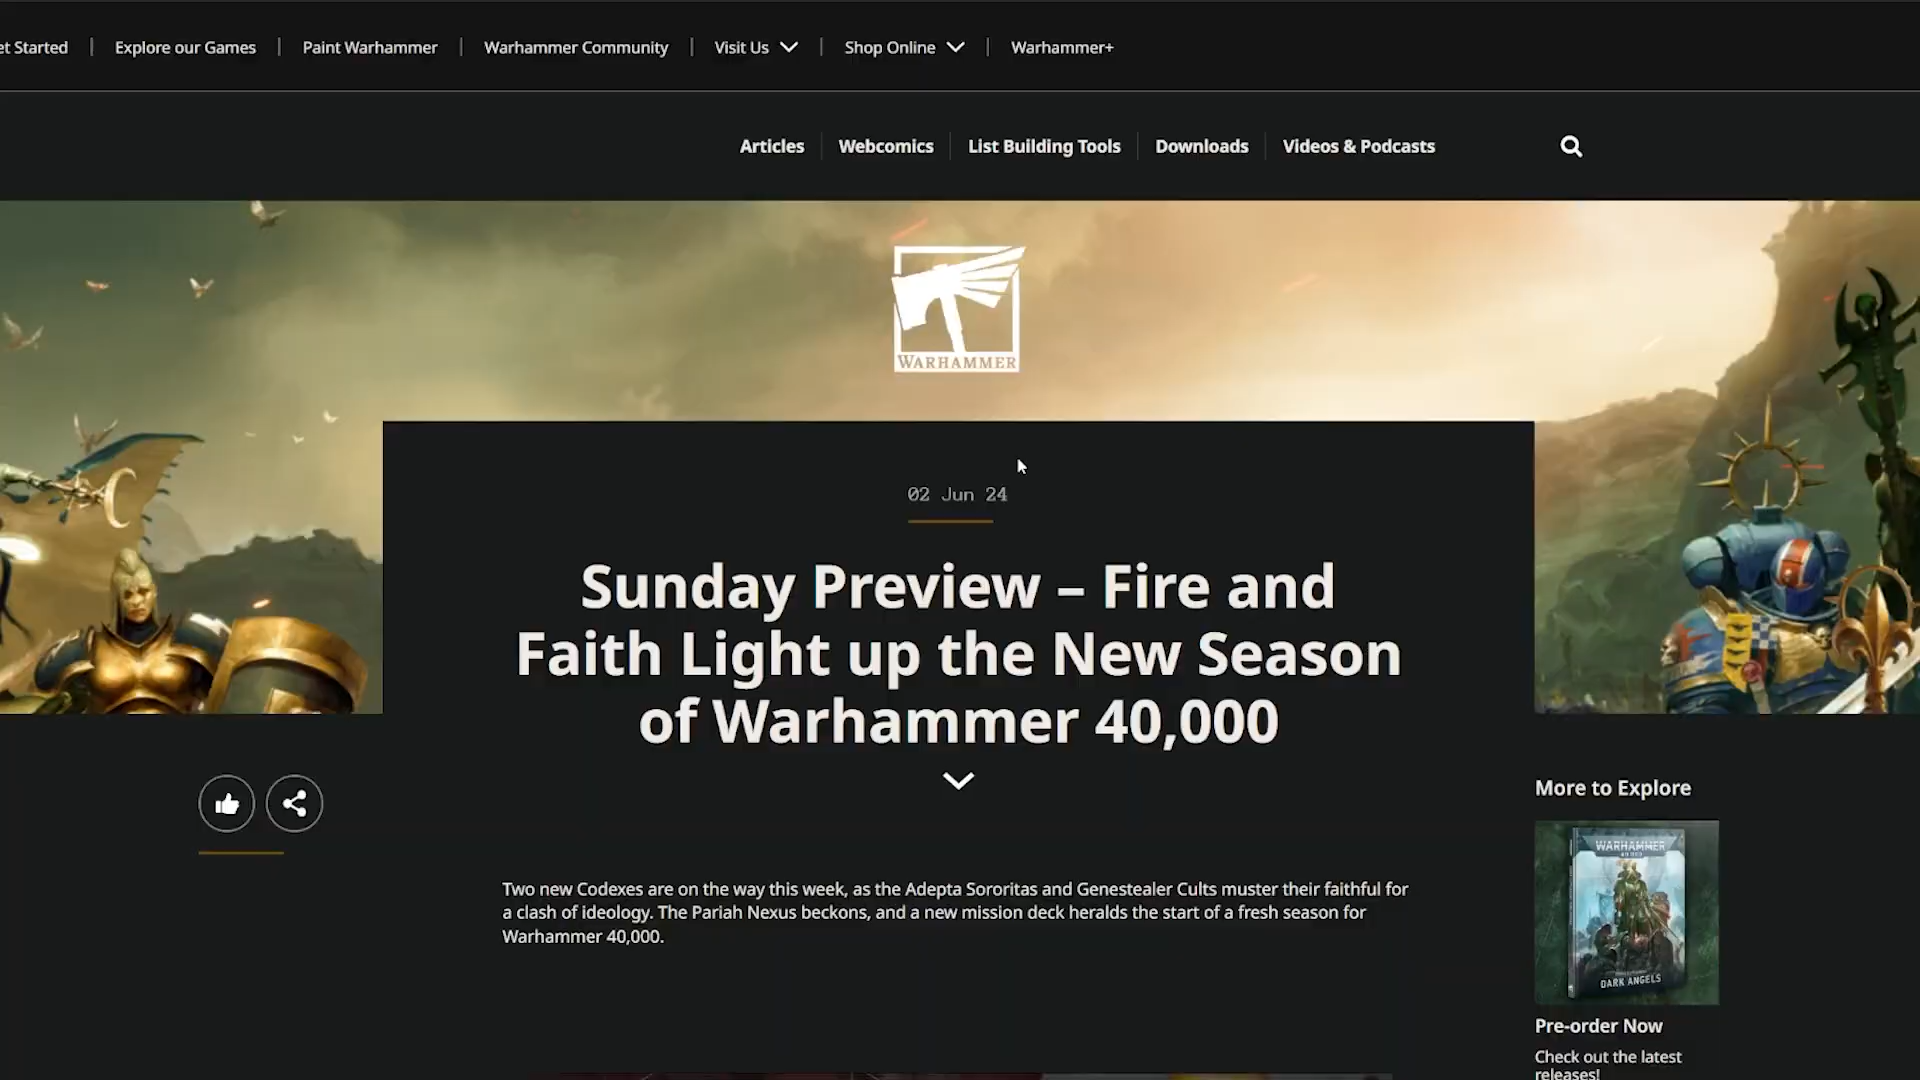 et Started
Explore our Games
Paint Warhammer
Warhammer Community
Visit Us
Shop Online
Warhammer+
Articles
Webcomics
List Building Tools
Downloads
Videos & Podcasts
WARHAMMER
02 Jun 24
Sunday Preview – Fire and
Faith Light up the New Season
of Warhammer 40,000
More to Explore
WARHAMMER
DARK ANGELS
Two new Codexes are on the way this week, as the Adepta Sororitas and Genestealer Cults muster their faithful for
a clash of ideology. The Pariah Nexus beckons, and a new mission deck heralds the start of a fresh season for
Warhammer 40,000.
Pre-order Now
Check out the latest
releases!